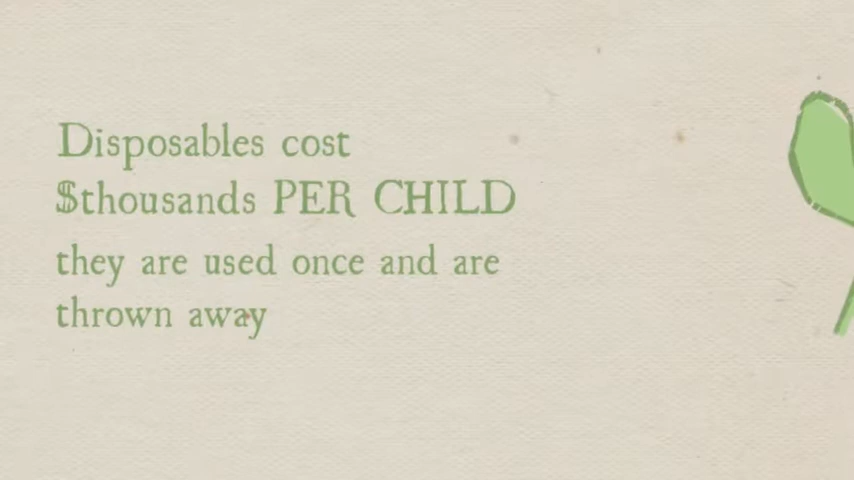 Disposables cost
$thousands PER CHILD
they are used once and are
thrown away